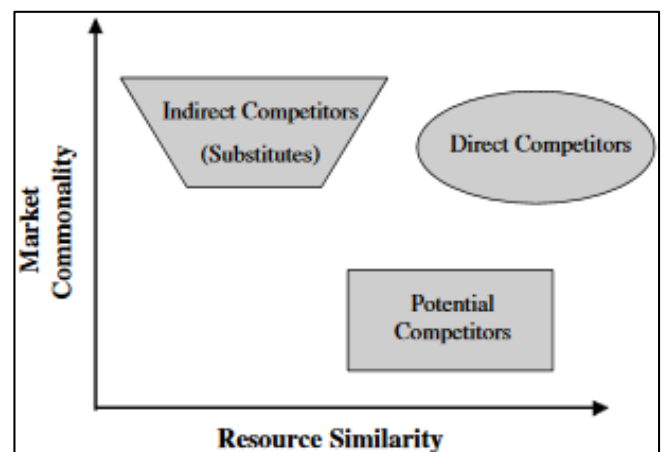 Market
Commonality
Indirect Competitors
(Substitutes)
Direct Competitors
Potential
Competitors
Resource Similarity